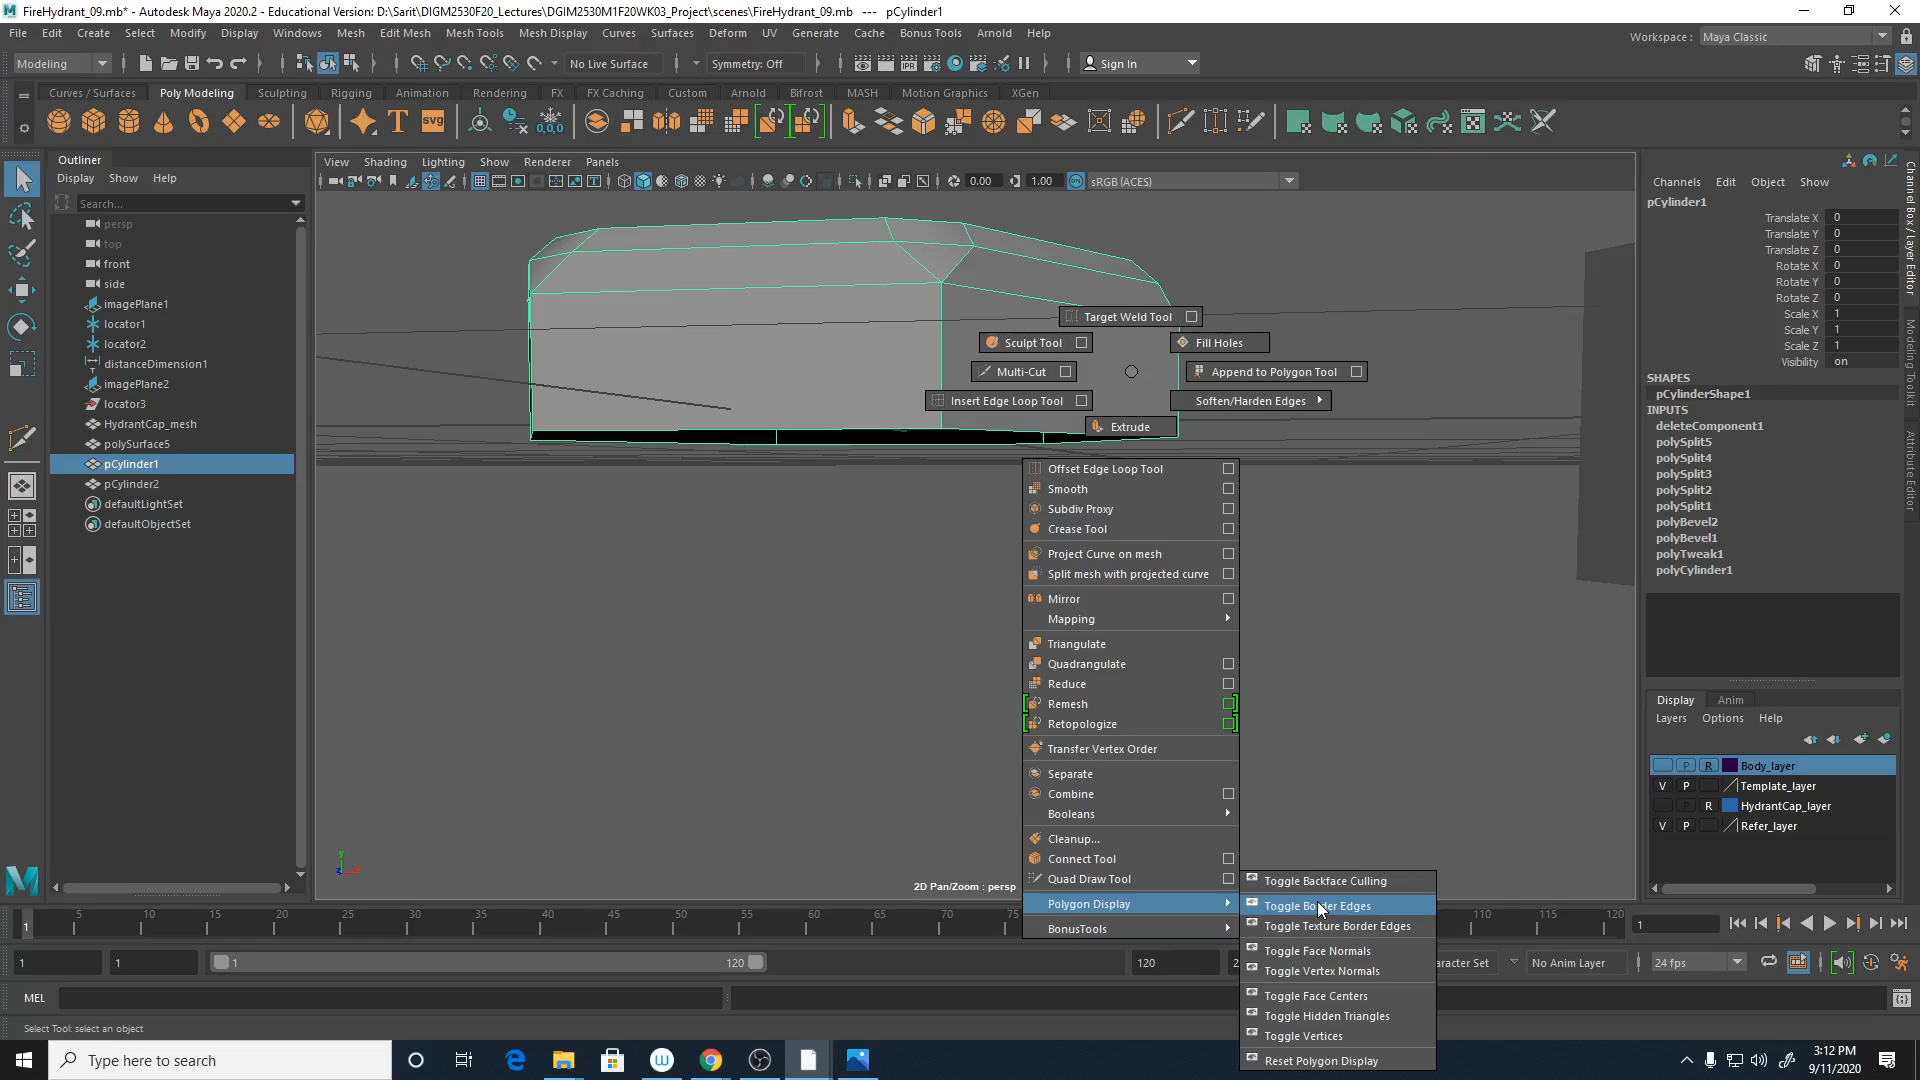 FireHydrant_09.mb* - Autodesk Maya 2020.2 - Educational Version: D:\Sarit\DIGM2530F20_Lectures\DGIM2530M1F20WK03_Project\scenes\FireHydrant_09.mb --- pCylinder1
File Edit Create Select Modify Display Windows Mesh Edit Mesh Mesh Tools Mesh Display Curves Surfaces Deform UV Generate Cache Bonus Tools Arnold Help
Workspace : Maya Classic
Modeling No Live Surface Symmetry: Off Sign In
Curves / Surfaces Poly Modeling Sculpting Rigging Animation Rendering FX FX Caching Custom Arnold Bifrost MASH Motion Graphics XGen
Outliner
Display Show Help
Search...
persp
top
front
side
imagePlane1
locator1
locator2
distanceDimension1
imagePlane2
locator3
HydrantCap_mesh
polySurface5
pCylinder1
pCylinder2
defaultLightSet
defaultObjectSet
View Shading Lighting Show Renderer Panels
0.00 1.00 sRGB (ACES)
Target Weld Tool
Sculpt Tool Fill Holes
Multi-Cut Append to Polygon Tool
Insert Edge Loop Tool Soften/Harden Edges
Extrude
Offset Edge Loop Tool
Smooth
Subdiv Proxy
Crease Tool
Project Curve on mesh
Split mesh with projected curve
Mirror
Mapping
Triangulate
Quadrangulate
Reduce
Remesh
Retopologize
Transfer Vertex Order
Separate
Combine
Booleans
Cleanup...
Connect Tool
Quad Draw Tool
Polygon Display
BonusTools
Toggle Backface Culling
Toggle Border Edges
Toggle Texture Border Edges
Toggle Face Normals
Toggle Vertex Normals
Toggle Face Centers
Toggle Hidden Triangles
Toggle Vertices
Reset Polygon Display
2D Pan/Zoom : persp
Channels Edit Object Show
pCylinder1
Translate X 0
Translate Y 0
Translate Z 0
Rotate X 0
Rotate Y 0
Rotate Z 0
Scale X 1
Scale Y 1
Scale Z 1
Visibility on
SHAPES
pCylinderShape1
INPUTS
deleteComponent1
polySplit5
polySplit4
polySplit3
polySplit2
polySplit1
polyBevel2
polyBevel1
polyTweak1
polyCylinder1
Channel Box / Layer Editor
Modeling Toolkit
Attribute Editor
Display Anim
Layers Options Help
P R Body_layer
V P Template_layer
P R HydrantCap_layer
V P Refer_layer
1 5 10 15 20 25 30 35 40 45 50 55 60 65 70 75 110 115 120 1
1 1 1 120 120 2 aracter Set No Anim Layer 24 fps
MEL
Select Tool: select an object
Type here to search
3:12 PM
9/11/2020